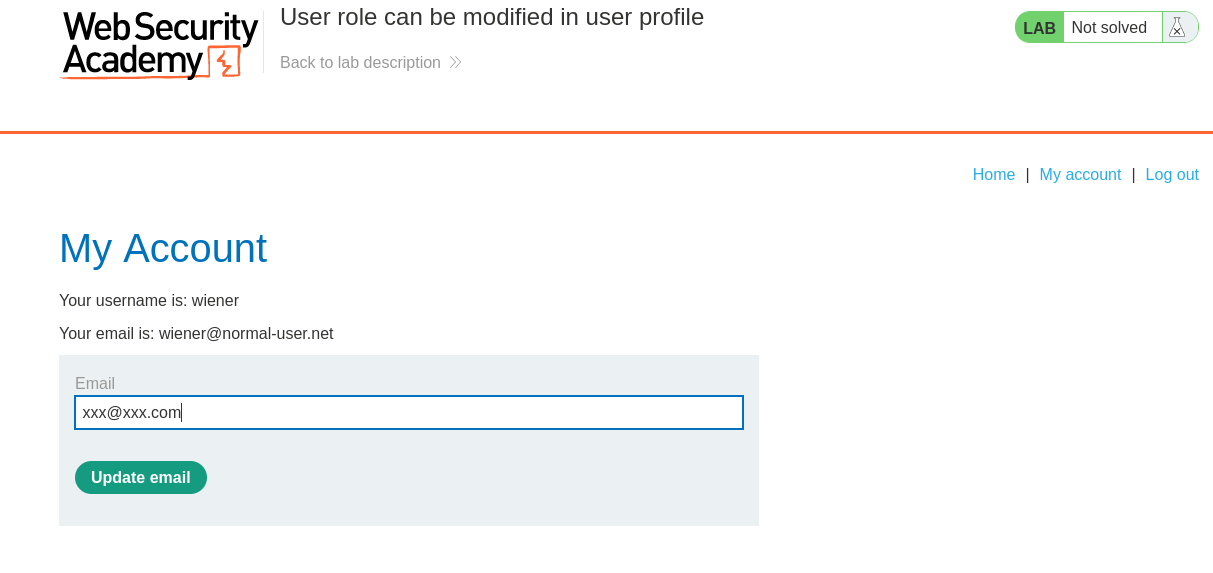 Web Security
Academy
User role can be modified in user profile
Back to lab description
LAB Not solved
Home | My account | Log out
My Account
Your username is: wiener
Your email is: wiener@normal-user.net
Email
xxx@xxx.com
Update email